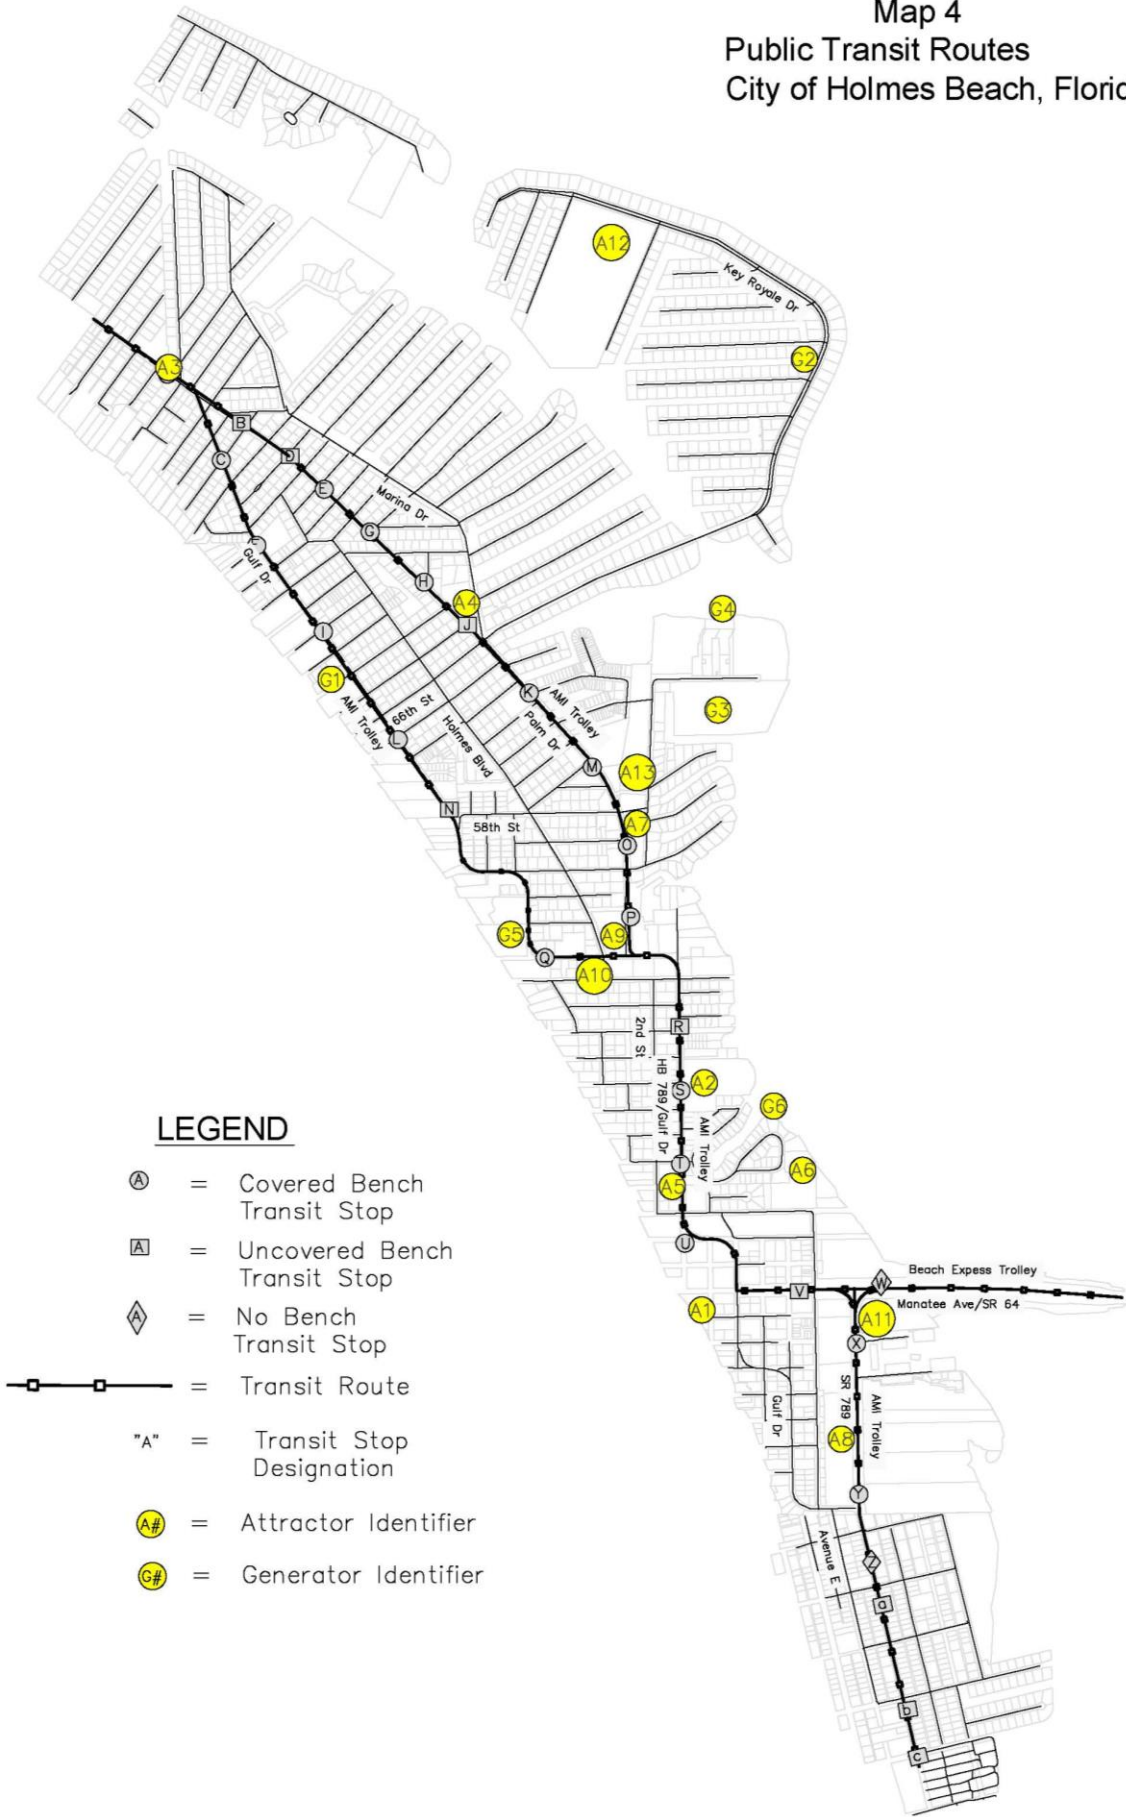 Map 4
Public Transit Routes
City of Holmes Beach, Florid
A12
Key Royale Dr
G2
A3
B
D
C
E
Marina Dr
G
F
Gulf Dr
H
A4
J
G4
I
G1
AMI Trolley
K
AMI Trolley
Palm Dr
G3
66th St
L
Holmes Blvd
M
A13
N
58th St
A7
O
P
G5
A9
Q
A10
R
2nd St
HB 789/Gulf Dr
S
A2
AMI Trolley
G6
T
A6
A5
U
Beach Expess Trolley
W
V
Manatee Ave/SR 64
A1
A11
X
Gulf Dr
SR 789
AMI Trolley
A8
Y
Avenue E
Z
a
b
c
LEGEND
A = Covered Bench
Transit Stop
A = Uncovered Bench
Transit Stop
A = No Bench
Transit Stop
= Transit Route
"A" = Transit Stop
Designation
A# = Attractor Identifier
G# = Generator Identifier